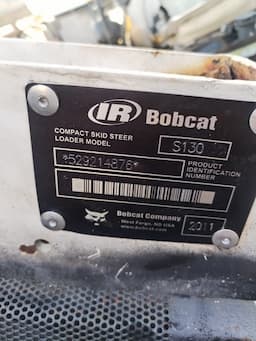 IR Bobcat
COMPACT SKID STEER
LOADER MODEL
S130
*529214876*
PRODUCT
IDENTIFICATION
NUMBER
Bobcat Company
West Fargo, ND USA
www.bobcat.com
2011